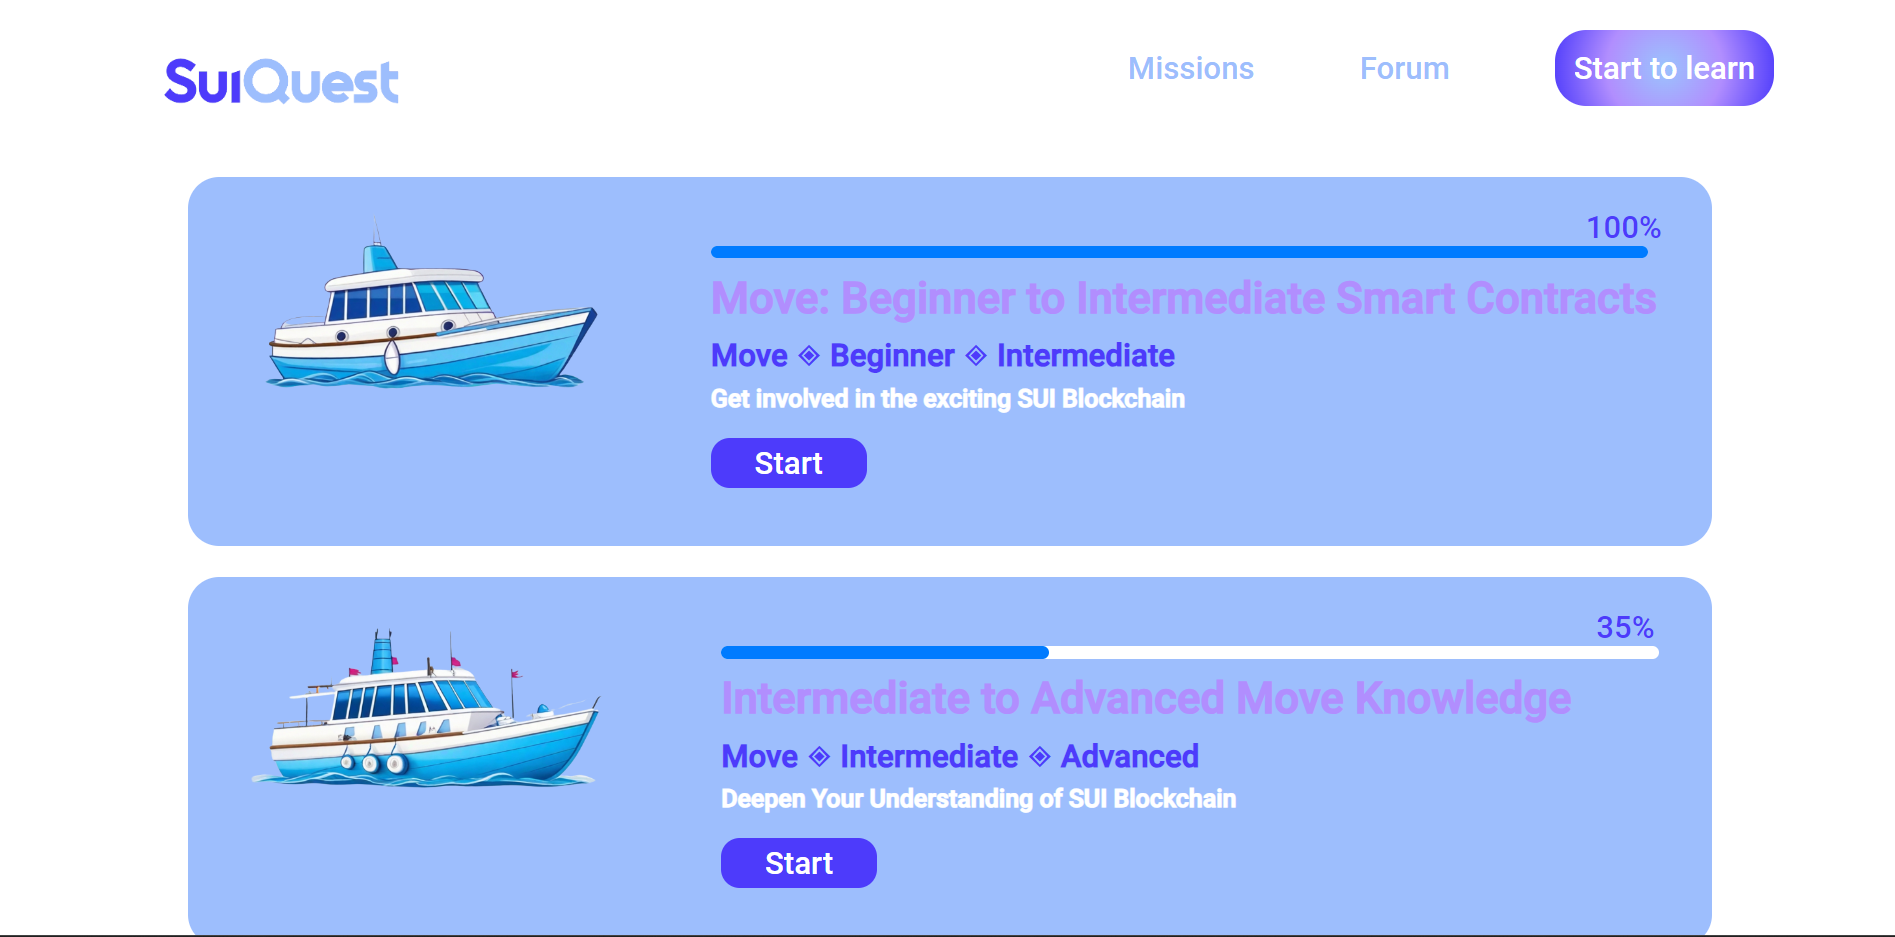 SuiQuest
Missions
Forum
Start to learn
100%
Move: Beginner to Intermediate Smart Contracts
Move ◈ Beginner ◈ Intermediate
Get involved in the exciting SUI Blockchain
Start
35%
Intermediate to Advanced Move Knowledge
Move ◈ Intermediate ◈ Advanced
Deepen Your Understanding of SUI Blockchain
Start